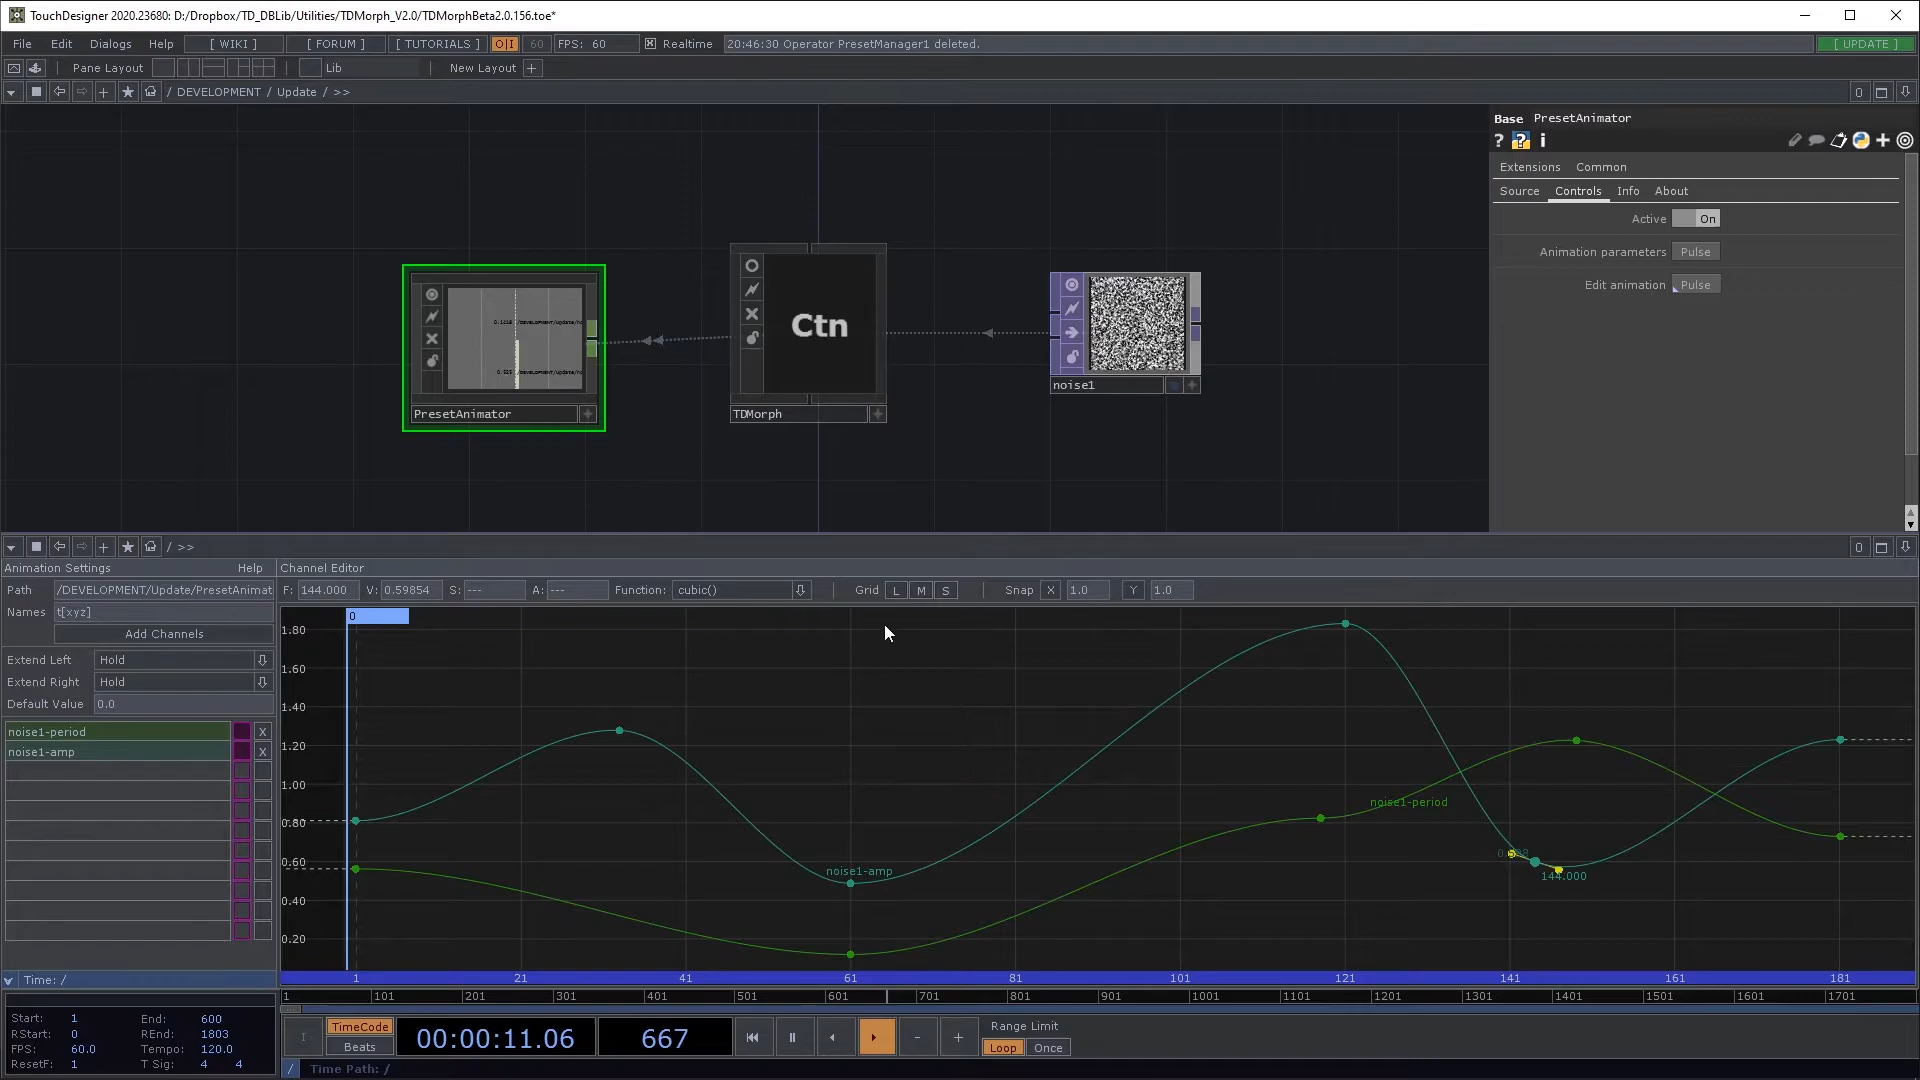 TouchDesigner 2020.23680: D:/Dropbox/TD_DBLib/Utilities/TDMorph_V2.0/TDMorphBeta2.0.156.toe*
File Edit Dialogs Help [ WIKI ] [ FORUM ] [ TUTORIALS ] O|I 60 FPS: 60 Realtime 20:46:30 Operator PresetManager1 deleted. [ UPDATE ]
Pane Layout Lib New Layout +
/ DEVELOPMENT / Update / >> 0
Base PresetAnimator
? ? i
Extensions Common
Source Controls Info About
Active On
Animation parameters Pulse
Edit animation Pulse
Ctn
PresetAnimator
TDMorph
noise1
/ >> 0
Animation Settings Help Channel Editor
Path /DEVELOPMENT/Update/PresetAnimat F: 144.000 V: 0.59854 S: --- A: --- Function: cubic() Grid L M S Snap X 1.0 Y 1.0
Names t[xyz]
Add Channels
Extend Left Hold
Extend Right Hold
Default Value 0.0
noise1-period X
noise1-amp X
0
1.80
1.60
1.40
1.20
1.00
0.80
0.60
0.40
0.20
noise1-period
noise1-amp
144.000
1 21 41 61 81 101 121 141 161 181
Time: /
1 101 201 301 401 501 601 701 801 901 1001 1101 1201 1301 1401 1501 1601 1701
Start: 1 End: 600
RStart: 0 REnd: 1803
FPS: 60.0 Tempo: 120.0
ResetF: 1 T Sig: 4 4
TimeCode
Beats
00:00:11.06 667
Range Limit
Loop Once
/ Time Path: /